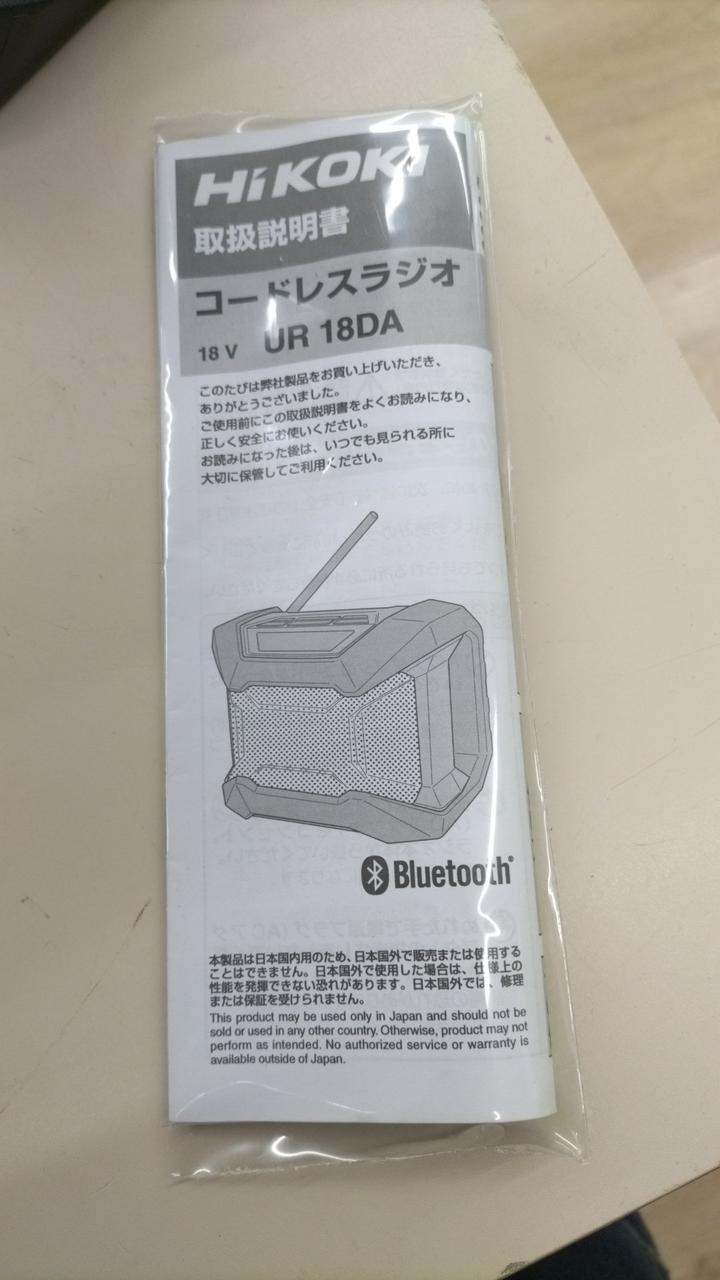 HiKOKI
取扱説明書
コードレスラジオ
18 V UR 18DA
このたびは弊社製品をお買い上げいただき、
ありがとうございました。
ご使用前にこの取扱説明書をよくお読みになり、
正しく安全にお使いください。
お読みになった後は、いつでも見られる所に
大切に保管してご利用ください。
Bluetooth®
本製品は日本国内用のため、日本国外で販売または使用する
ことはできません。日本国外で使用した場合は、仕様上の
性能を発揮できない恐れがあります。日本国外では、修理
または保証を受けられません。
This product may be used only in Japan and should not be
sold or used in any other country. Otherwise, product may not
perform as intended. No authorized service or warranty is
available outside of Japan.